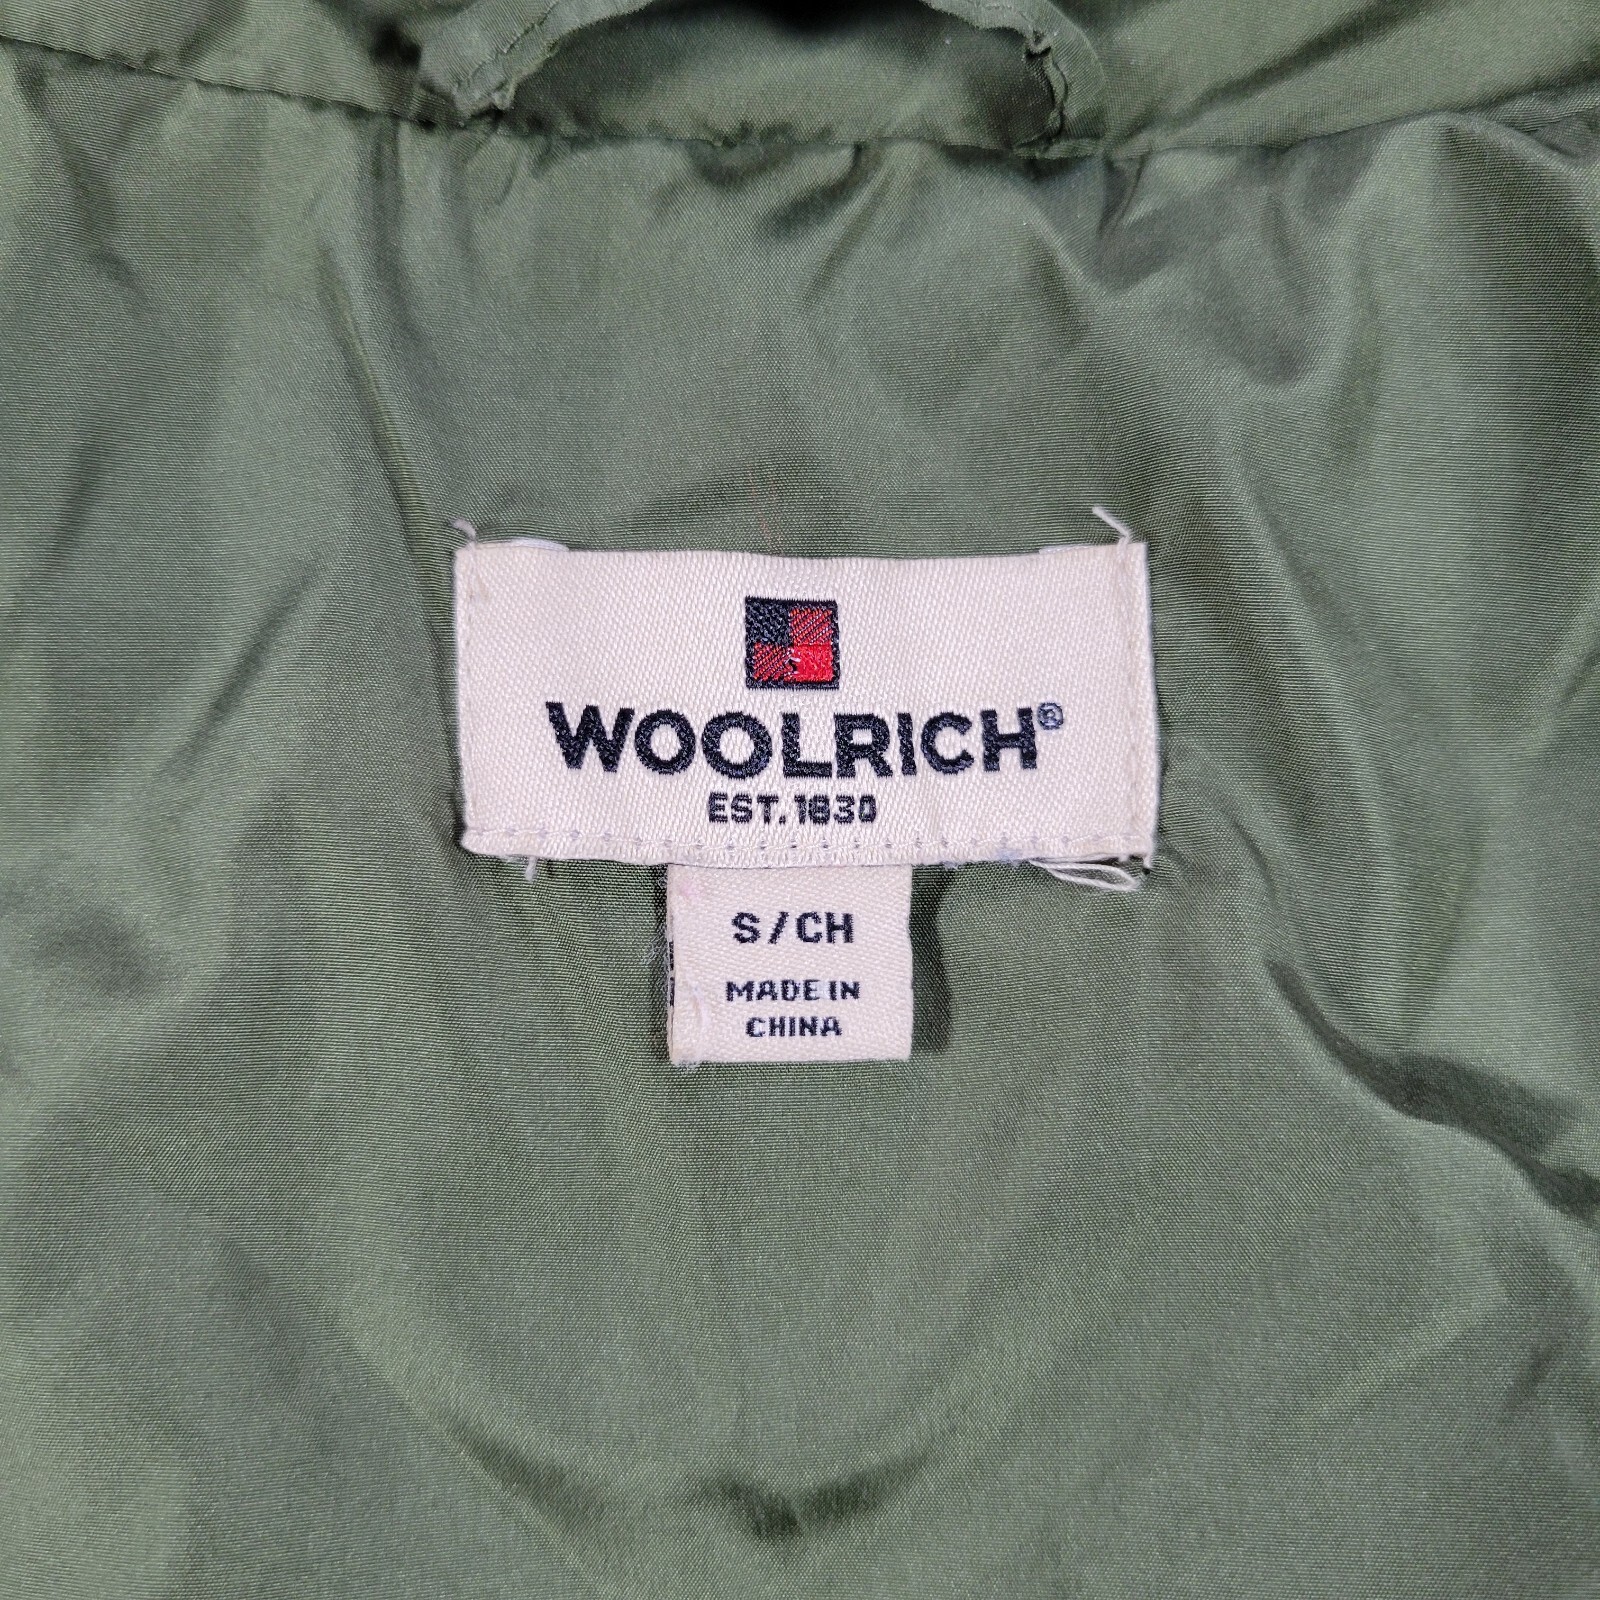 WOOLRICH®
EST. 1830
S/CH
MADE IN
CHINA